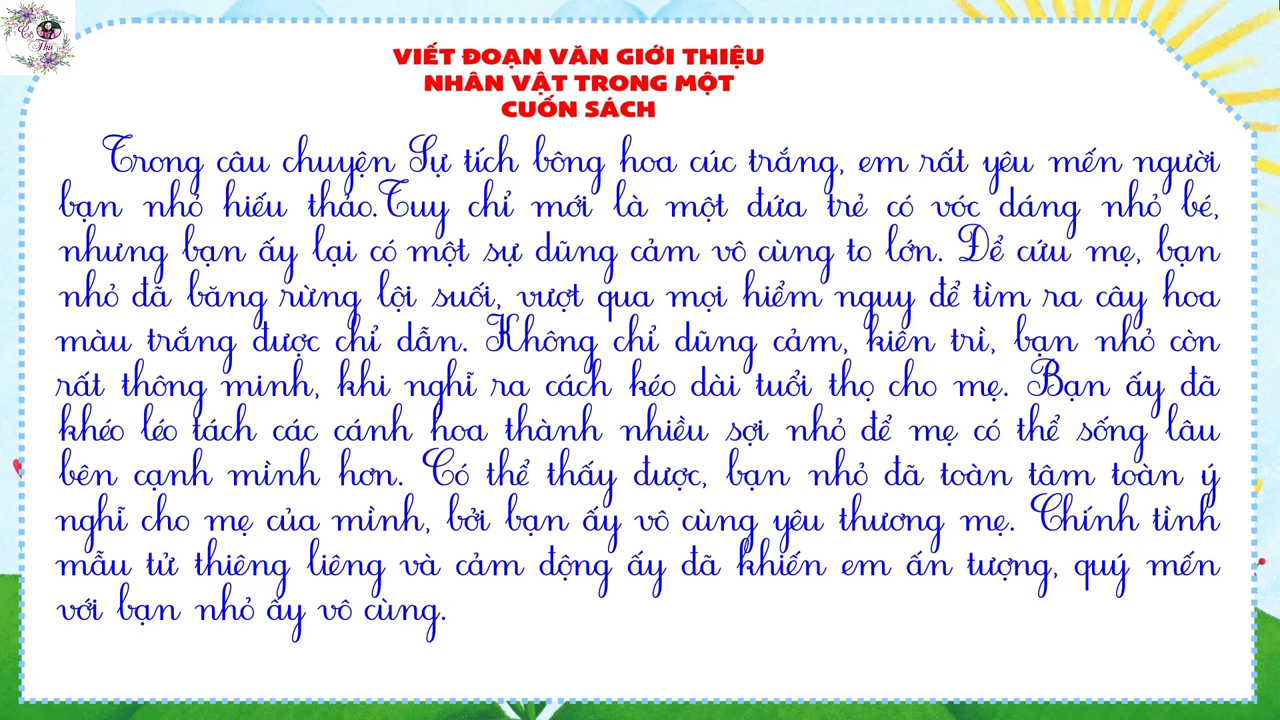 Cô
Thu
VIẾT ĐOẠN VĂN GIỚI THIỆU
NHÂN VẬT TRONG MỘT
CUỐN SÁCH
Trong câu chuyện Sự tích bông hoa cúc trắng, em rất yêu mến người
bạn nhỏ hiếu thảo.Tuy chỉ mới là một đứa trẻ có vóc dáng nhỏ bé,
nhưng bạn ấy lại có một sự dũng cảm vô cùng to lớn. Để cứu mẹ, bạn
nhỏ đã băng rừng lội suối, vượt qua mọi hiểm nguy để tìm ra cây hoa
màu trắng được chỉ dẫn. Không chỉ dũng cảm, kiên trì, bạn nhỏ còn
rất thông minh, khi nghĩ ra cách kéo dài tuổi thọ cho mẹ. Bạn ấy đã
khéo léo tách các cánh hoa thành nhiều sợi nhỏ để mẹ có thể sống lâu
bên cạnh mình hơn. Có thể thấy được, bạn nhỏ đã toàn tâm toàn ý
nghĩ cho mẹ của mình, bởi bạn ấy vô cùng yêu thương mẹ. Chính tình
mẫu tử thiêng liêng và cảm động ấy đã khiến em ấn tượng, quý mến
với bạn nhỏ ấy vô cùng.